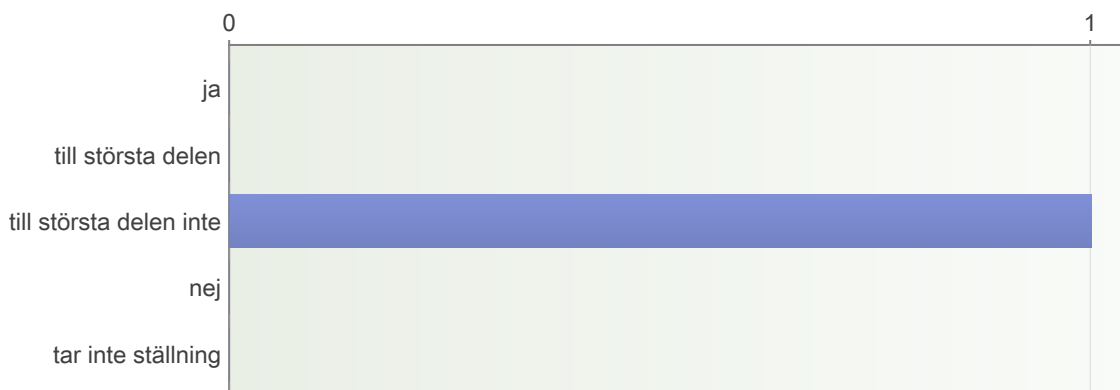 0 1
ja
till största delen
till största delen inte
nej
tar inte ställning